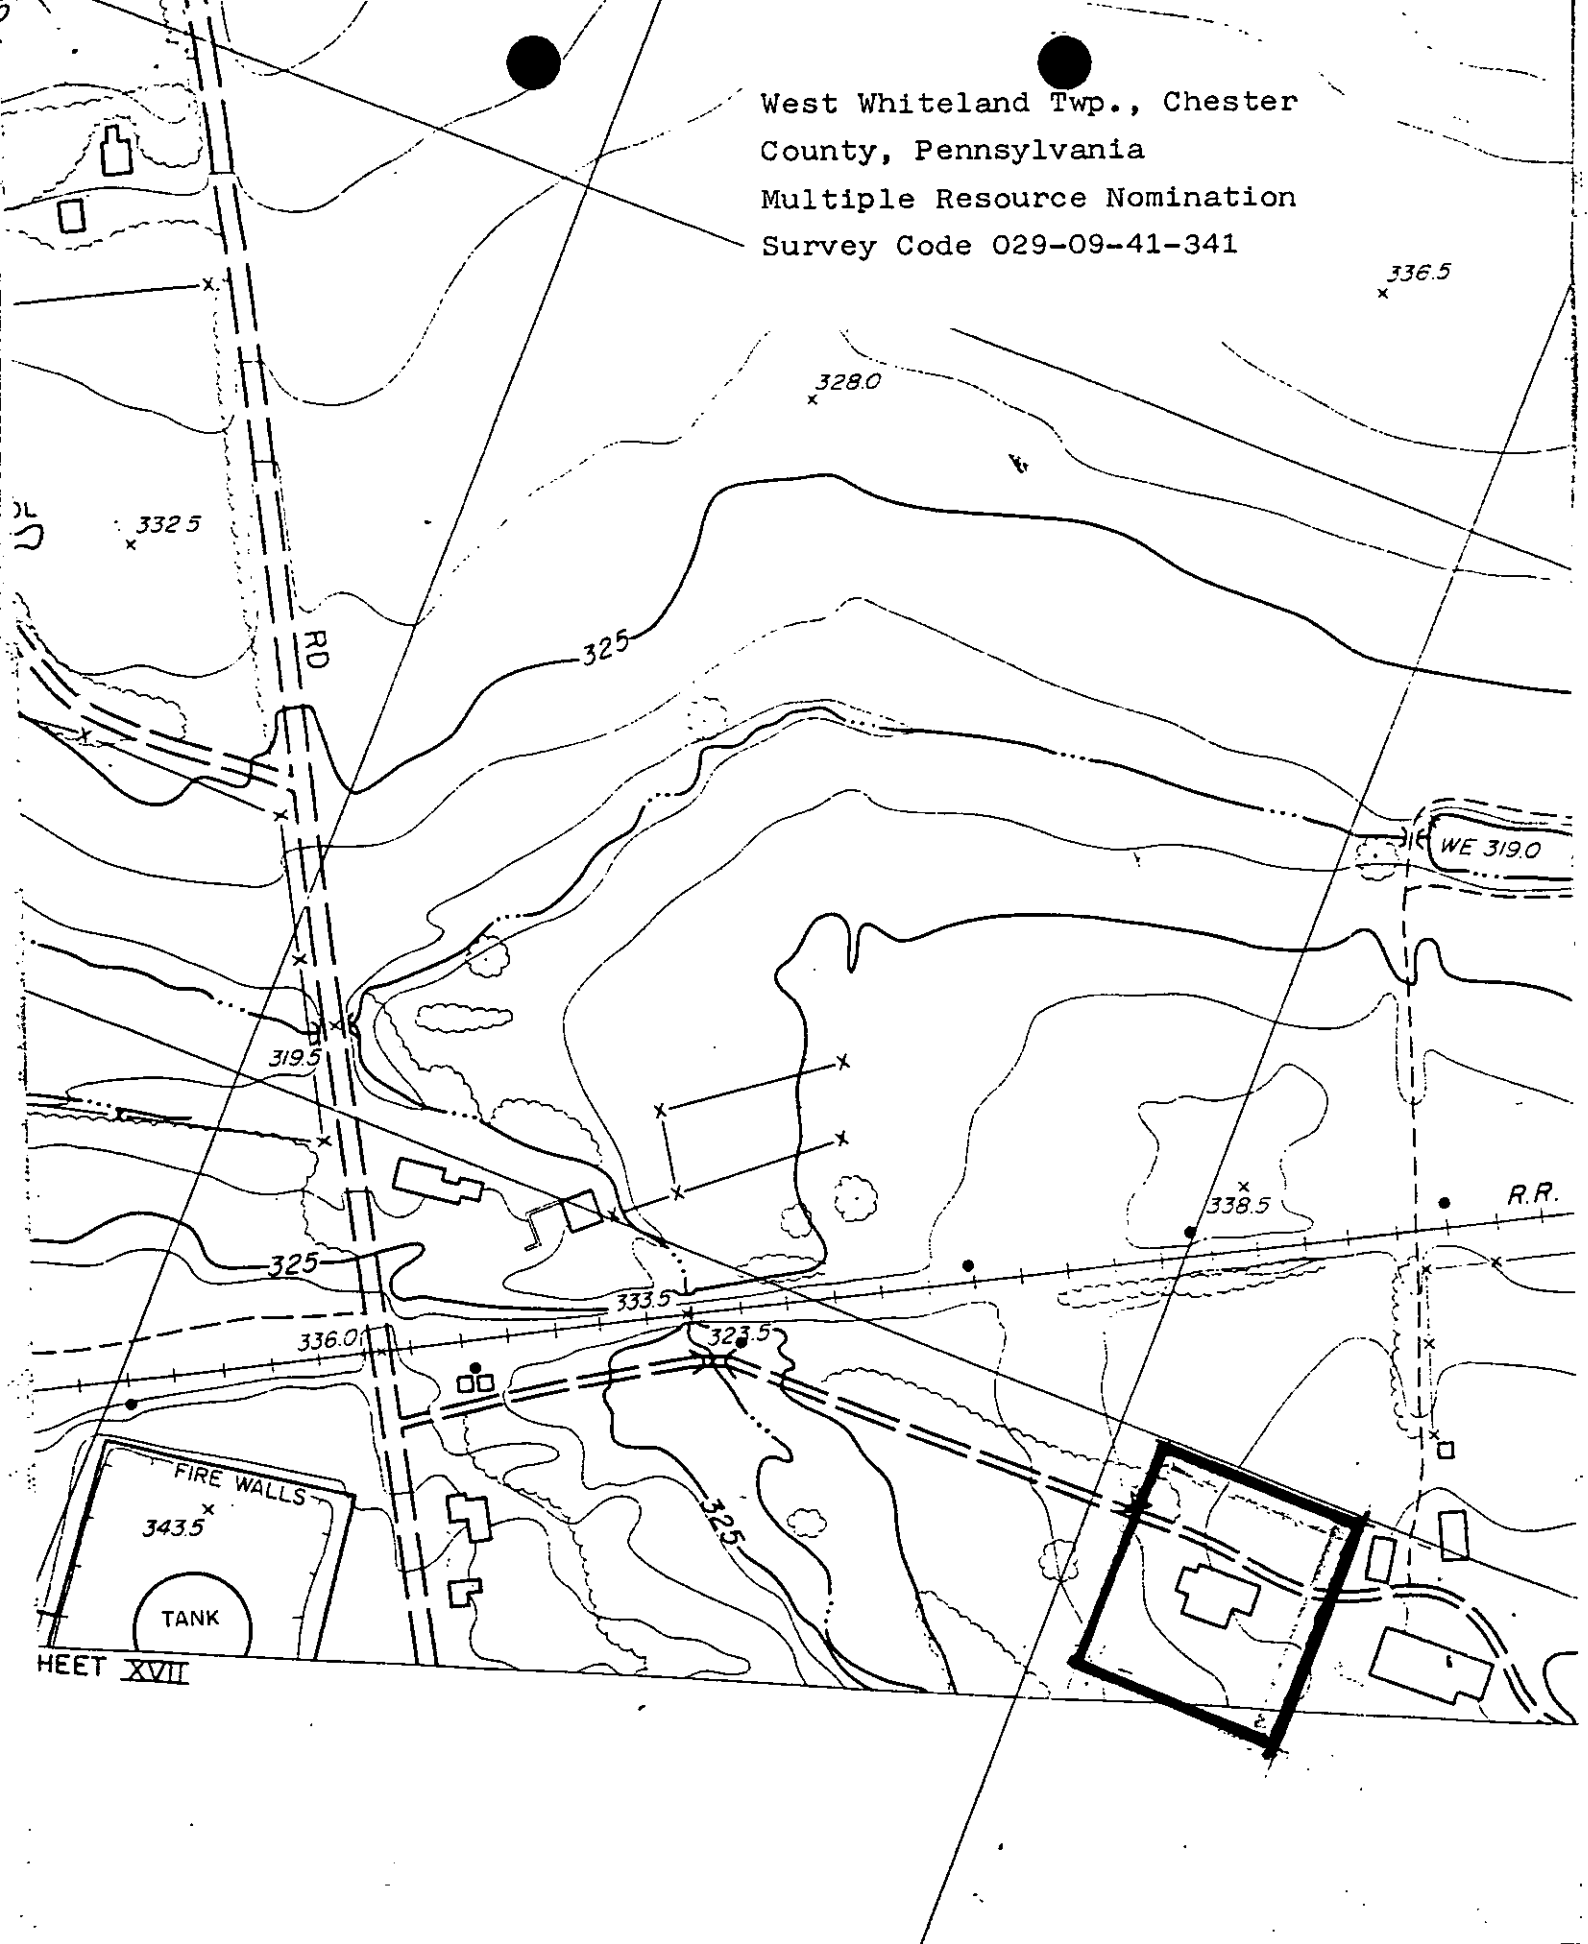 West Whiteland Twp., Chester
County, Pennsylvania
Multiple Resource Nomination
Survey Code 029-09-41-341
336.5
328.0
332.5
RD
325
WE 319.0
319.5
338.5
R.R.
325
333.5
336.0
323.5
FIRE WALLS
343.5
325
TANK
HEET XVII